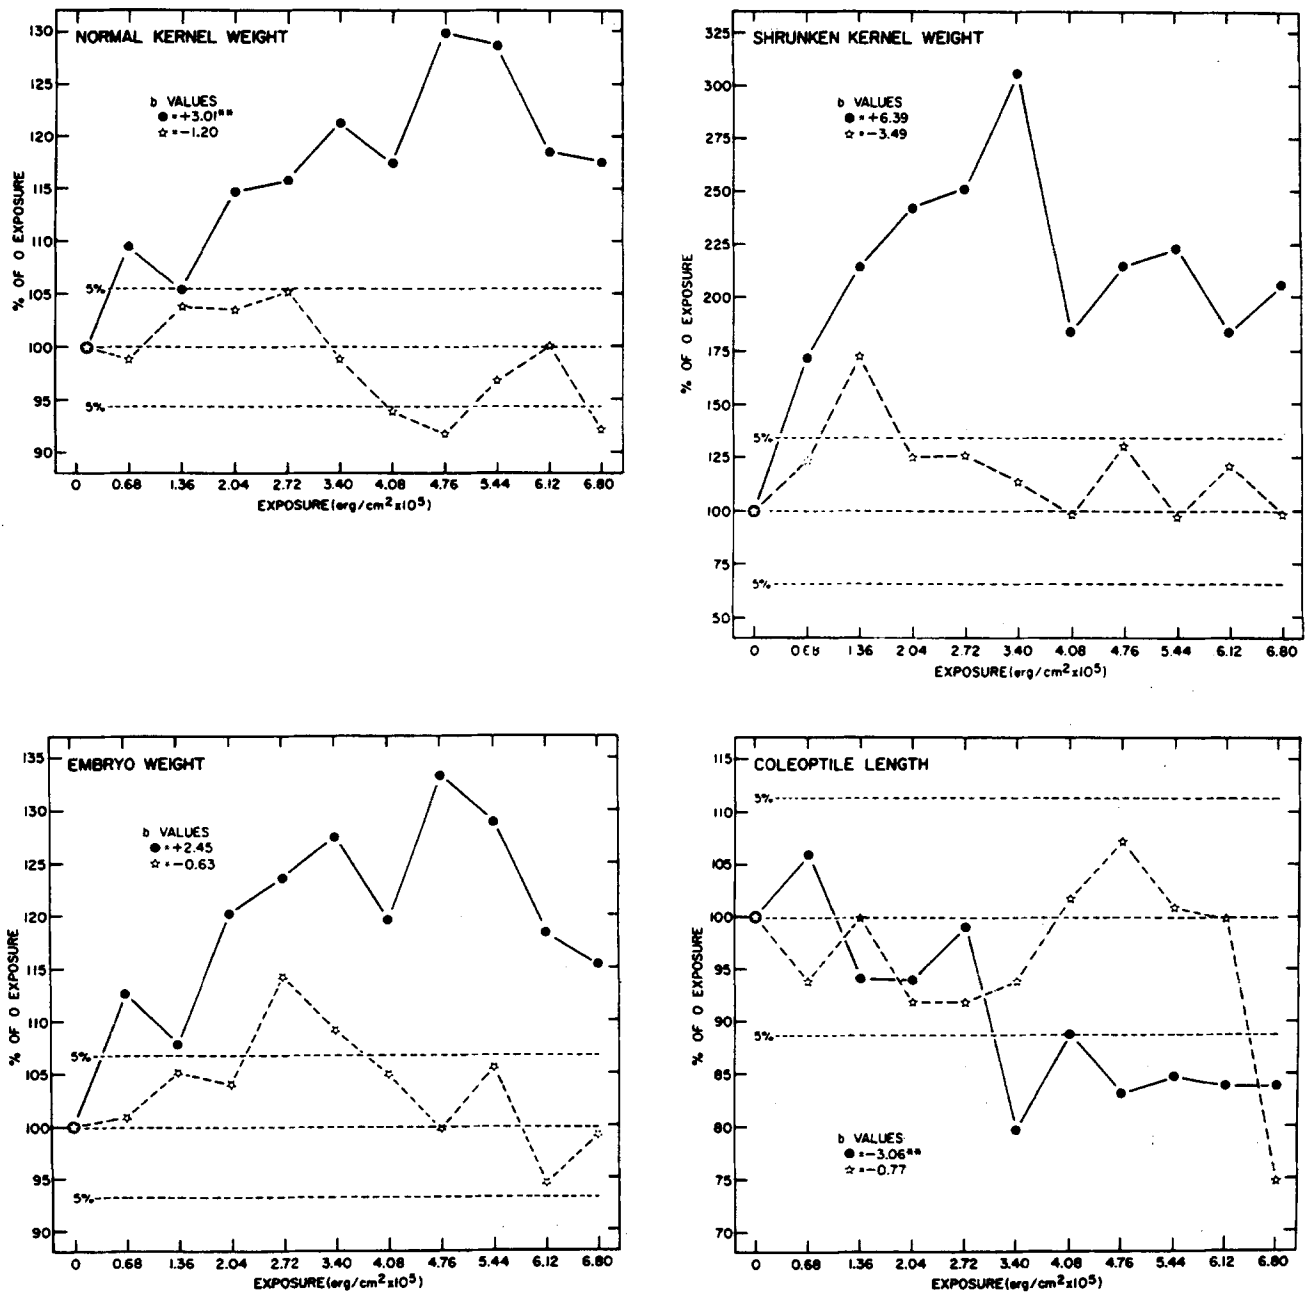 NORMAL KERNEL WEIGHT
b VALUES
● = +3.01**
☆ = -1.20
% OF 0 EXPOSURE
130
125
120
115
110
105
100
95
90
5%
5%
0 0.68 1.36 2.04 2.72 3.40 4.08 4.76 5.44 6.12 6.80
EXPOSURE(erg/cm²x10⁵)
SHRUNKEN KERNEL WEIGHT
b VALUES
● = +6.39
☆ = -3.49
% OF 0 EXPOSURE
325
300
275
250
225
200
175
150
125
100
75
50
5%
5%
0 0.68 1.36 2.04 2.72 3.40 4.08 4.76 5.44 6.12 6.80
EXPOSURE(erg/cm²x10⁵)
EMBRYO WEIGHT
b VALUES
● = +2.45
☆ = -0.63
% OF 0 EXPOSURE
135
130
125
120
115
110
105
100
95
90
5%
5%
0 0.68 1.36 2.04 2.72 3.40 4.08 4.76 5.44 6.12 6.80
EXPOSURE(erg/cm²x10⁵)
COLEOPTILE LENGTH
b VALUES
● = -3.06**
☆ = -0.77
% OF 0 EXPOSURE
115
110
105
100
95
90
85
80
75
70
5%
5%
0 0.68 1.36 2.04 2.72 3.40 4.08 4.76 5.44 6.12 6.80
EXPOSURE(erg/cm²x10⁵)